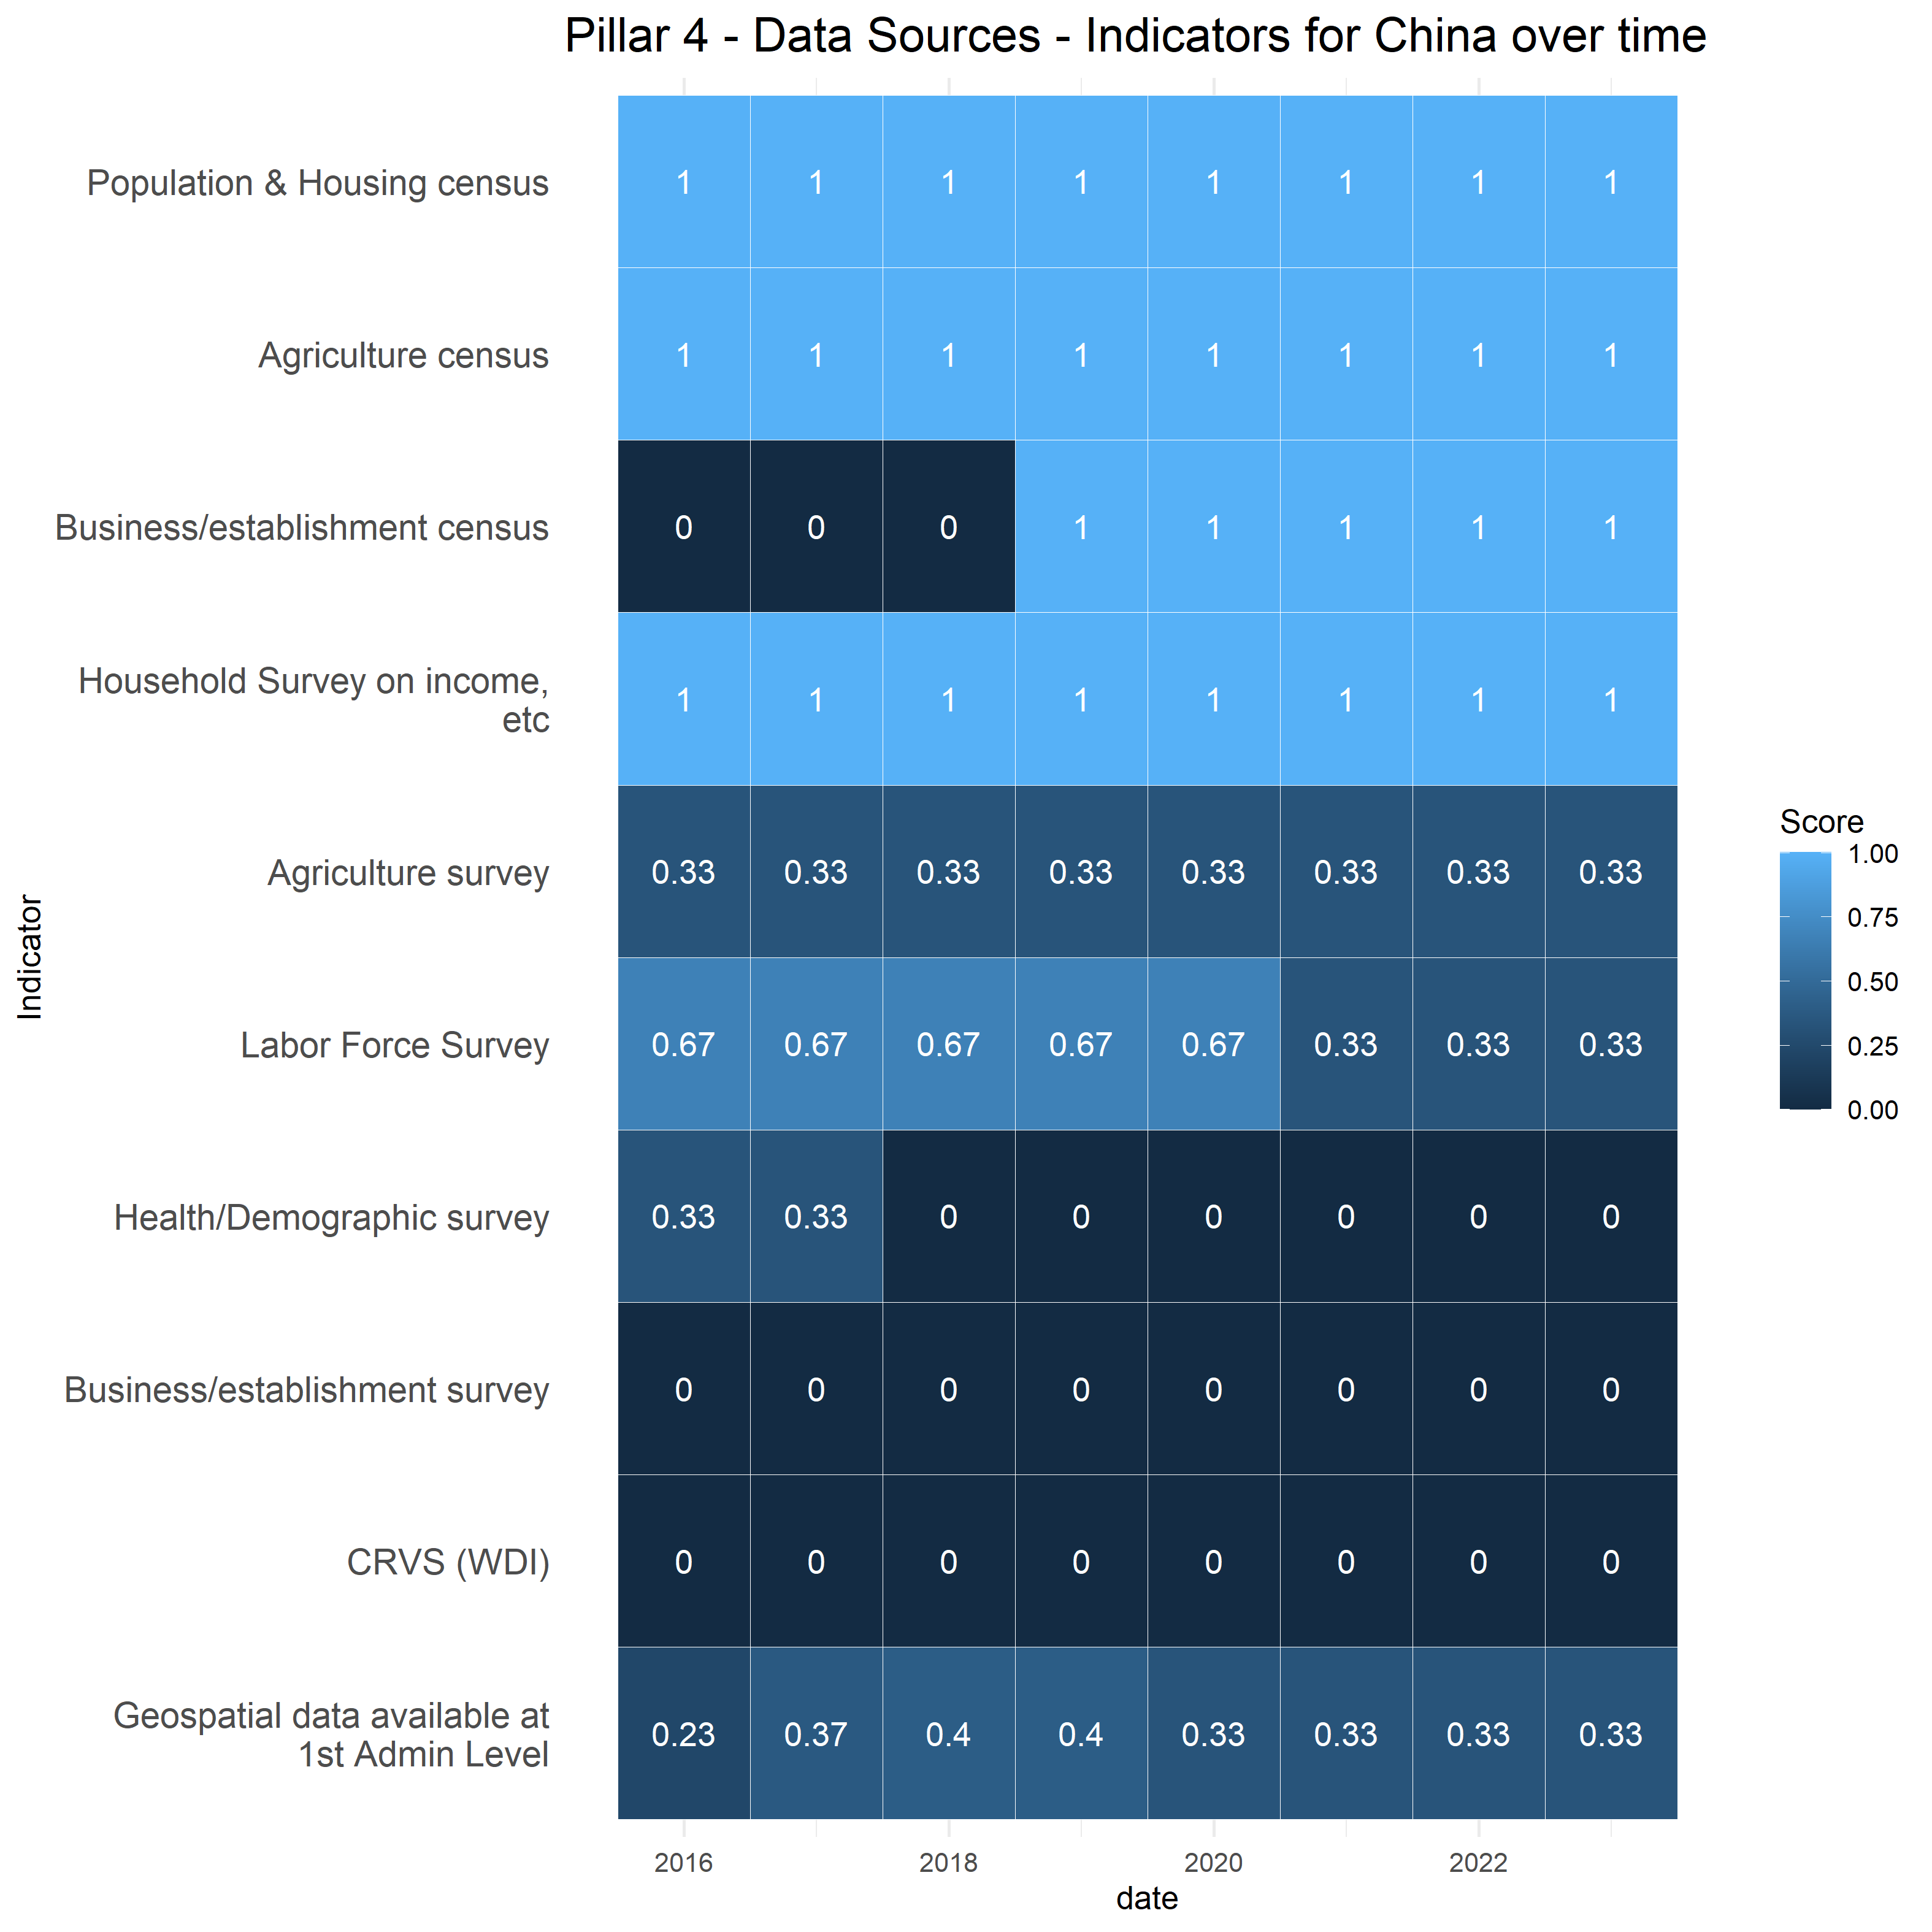 Pillar 4 - Data Sources - Indicators for China over time
Population & Housing census
1 1 1 1 1 1 1 1
Agriculture census
1 1 1 1 1 1 1 1
Business/establishment census
0 0 0 1 1 1 1 1
Household Survey on income,
etc
1 1 1 1 1 1 1 1
Agriculture survey
0.33 0.33 0.33 0.33 0.33 0.33 0.33 0.33
Labor Force Survey
0.67 0.67 0.67 0.67 0.67 0.33 0.33 0.33
Health/Demographic survey
0.33 0.33 0 0 0 0 0 0
Business/establishment survey
0 0 0 0 0 0 0 0
CRVS (WDI)
0 0 0 0 0 0 0 0
Geospatial data available at
1st Admin Level
0.23 0.37 0.4 0.4 0.33 0.33 0.33 0.33
2016 2018 2020 2022
date
Indicator
Score
1.00
0.75
0.50
0.25
0.00